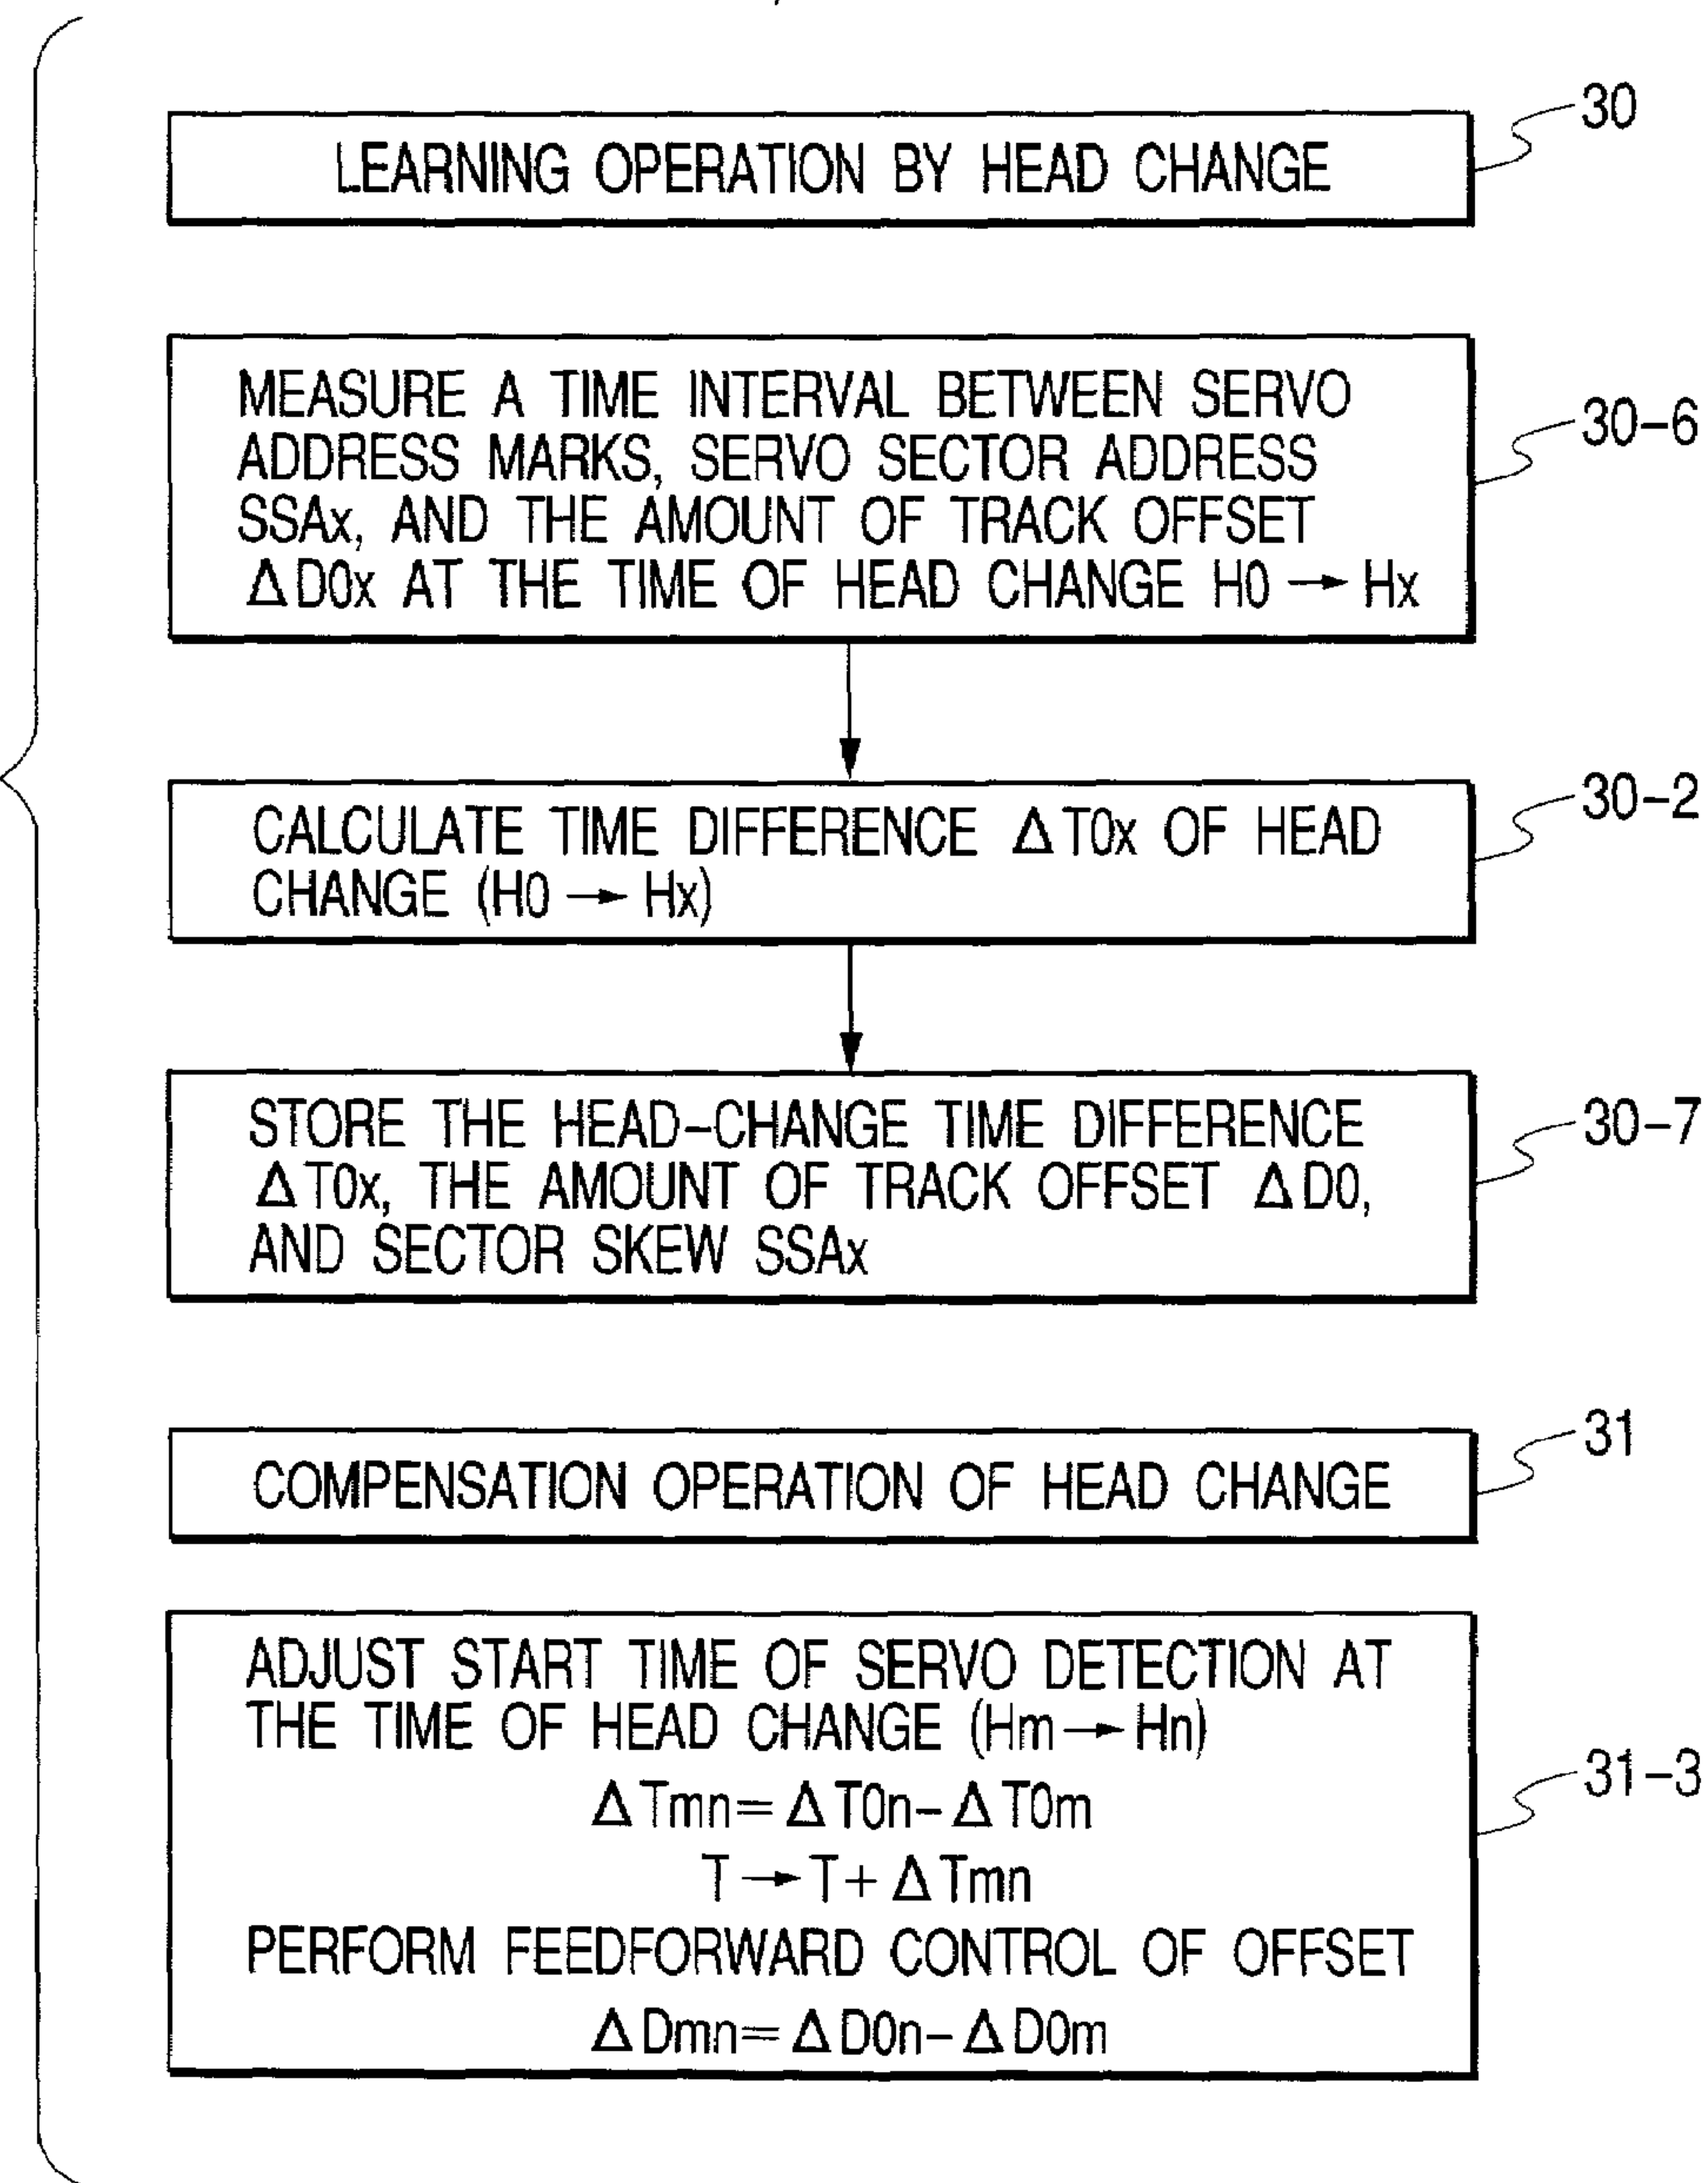 30
LEARNING OPERATION BY HEAD CHANGE
MEASURE A TIME INTERVAL BETWEEN SERVO
ADDRESS MARKS, SERVO SECTOR ADDRESS
SSAx, AND THE AMOUNT OF TRACK OFFSET
ΔD0x AT THE TIME OF HEAD CHANGE H0 → Hx
30-6
CALCULATE TIME DIFFERENCE ΔT0x OF HEAD
CHANGE (H0 → Hx)
30-2
STORE THE HEAD-CHANGE TIME DIFFERENCE
ΔT0x, THE AMOUNT OF TRACK OFFSET ΔD0,
AND SECTOR SKEW SSAx
30-7
31
COMPENSATION OPERATION OF HEAD CHANGE
ADJUST START TIME OF SERVO DETECTION AT
THE TIME OF HEAD CHANGE (Hm → Hn)
ΔTmn=ΔT0n-ΔT0m
T → T+ΔTmn
PERFORM FEEDFORWARD CONTROL OF OFFSET
ΔDmn=ΔD0n-ΔD0m
31-3